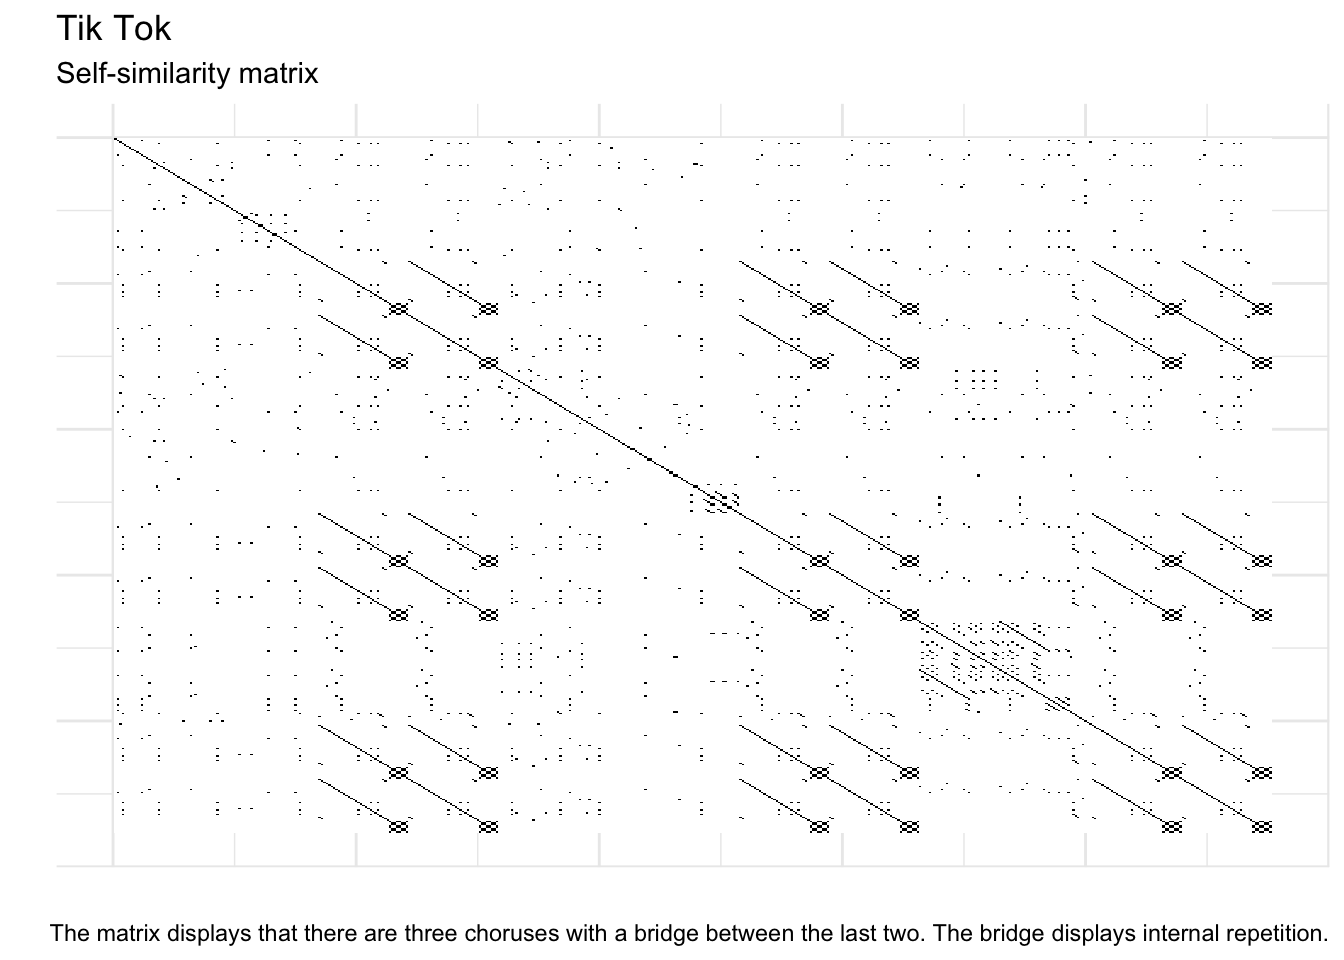 Tik Tok
Self-similarity matrix
The matrix displays that there are three choruses with a bridge between the last two. The bridge displays internal repetition.